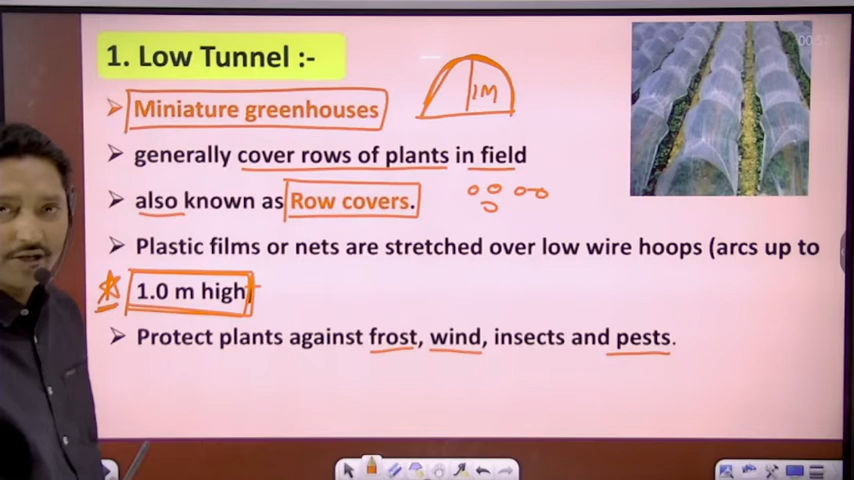 1. Low Tunnel :-
1M
00:57
➢ Miniature greenhouses
➢ generally cover rows of plants in field
➢ also known as Row covers.
➢ Plastic films or nets are stretched over low wire hoops (arcs up to
1.0 m high)
➢ Protect plants against frost, wind, insects and pests.